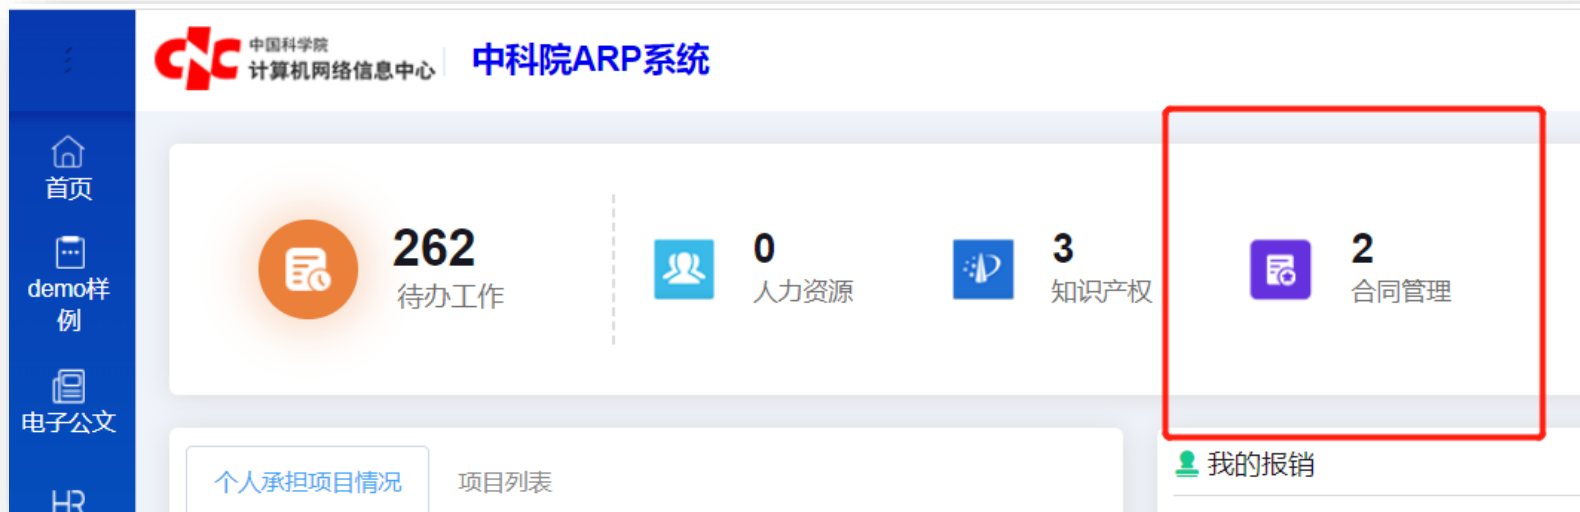 中国科学院
计算机网络信息中心
中科院ARP系统
首页
demo样
例
电子公文
HR
262
待办工作
0
人力资源
3
知识产权
2
合同管理
个人承担项目情况
项目列表
我的报销